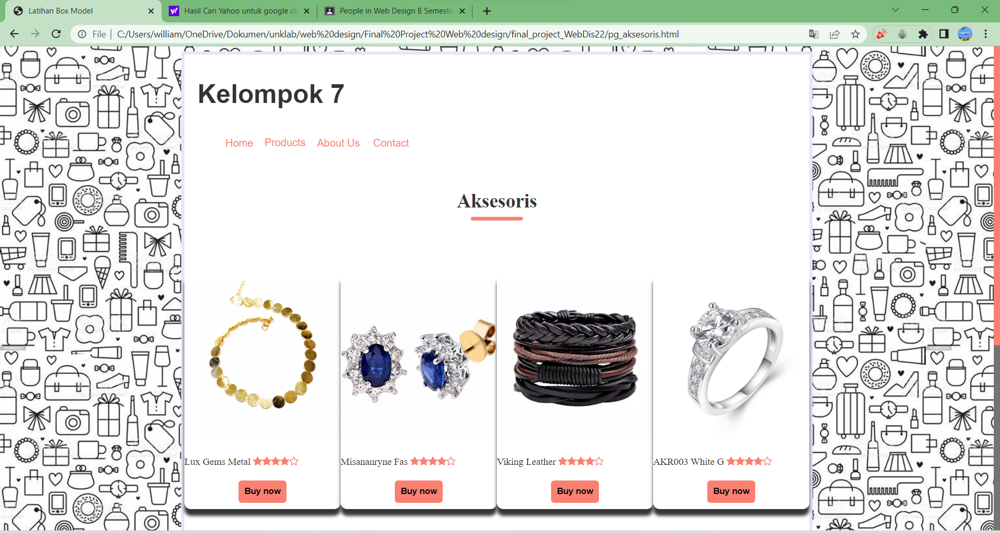 Latihan Box Model
Hasil Cari Yahoo untuk google cla
People in Web Design B Semeste
File
C:/Users/william/OneDrive/Dokumen/unklab/web%20design/Final%20Project%20Web%20design/final_project_WebDis22/pg_aksesoris.html
Kelompok 7
Home Products About Us Contact
Aksesoris
Lux Gems Metal
Misananryne Fas
Viking Leather
AKR003 White G
Buy now
Buy now
Buy now
Buy now